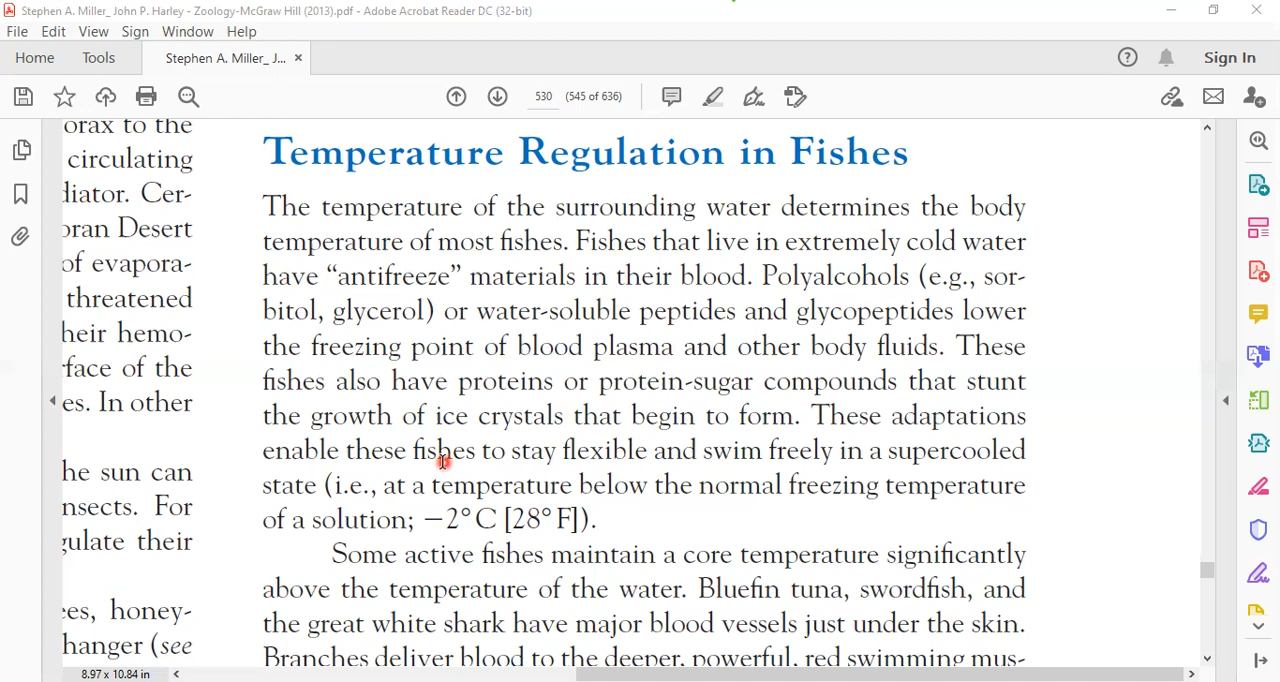 Stephen A. Miller_ John P. Harley - Zoology-McGraw Hill (2013).pdf - Adobe Acrobat Reader DC (32-bit)
File Edit View Sign Window Help
Home Tools Stephen A. Miller_ J... × Sign In
530 (545 of 636)
orax to the
circulating
diator. Cer-
oran Desert
of evapora-
threatened
heir hemo-
rface of the
es. In other
he sun can
nsects. For
gulate their
ees, honey-
hanger (see
Temperature Regulation in Fishes
The temperature of the surrounding water determines the body
temperature of most fishes. Fishes that live in extremely cold water
have “antifreeze” materials in their blood. Polyalcohols (e.g., sor-
bitol, glycerol) or water-soluble peptides and glycopeptides lower
the freezing point of blood plasma and other body fluids. These
fishes also have proteins or protein-sugar compounds that stunt
the growth of ice crystals that begin to form. These adaptations
enable these fishes to stay flexible and swim freely in a supercooled
state (i.e., at a temperature below the normal freezing temperature
of a solution; −2° C [28° F]).
Some active fishes maintain a core temperature significantly
above the temperature of the water. Bluefin tuna, swordfish, and
the great white shark have major blood vessels just under the skin.
Branches deliver blood to the deeper, powerful, red swimming mus-
8.97 x 10.84 in